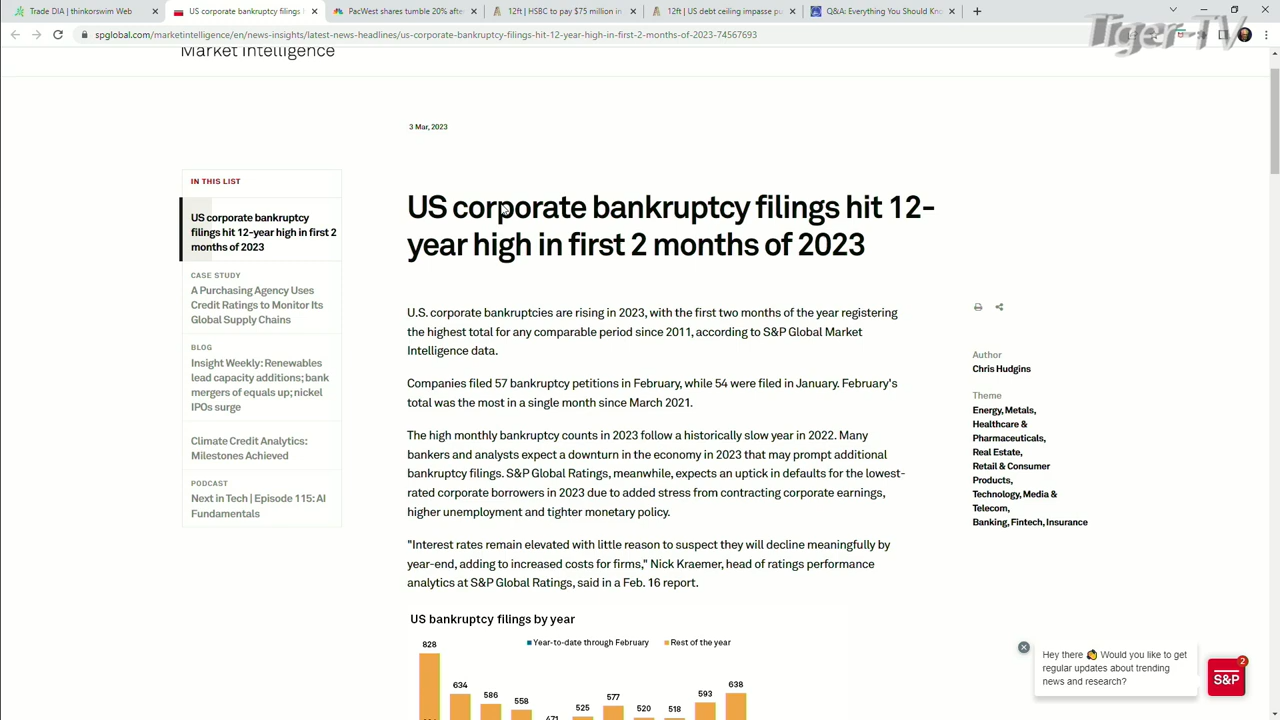 Trade DIA | thinkorswim Web
US corporate bankruptcy filings
PacWest shares tumble 20% afte
12ft | HSBC to pay $75 million in
12ft | US debt ceiling impasse pu
Q&A: Everything You Should Kno
spglobal.com/marketintelligence/en/news-insights/latest-news-headlines/us-corporate-bankruptcy-filings-hit-12-year-high-in-first-2-months-of-2023-74567693
Tiger-TV
Market Intelligence
3 Mar, 2023
IN THIS LIST
US corporate bankruptcy
filings hit 12-year high in first 2
months of 2023
CASE STUDY
A Purchasing Agency Uses
Credit Ratings to Monitor Its
Global Supply Chains
BLOG
Insight Weekly: Renewables
lead capacity additions; bank
mergers of equals up; nickel
IPOs surge
Climate Credit Analytics:
Milestones Achieved
PODCAST
Next in Tech | Episode 115: AI
Fundamentals
US corporate bankruptcy filings hit 12-
year high in first 2 months of 2023
U.S. corporate bankruptcies are rising in 2023, with the first two months of the year registering
the highest total for any comparable period since 2011, according to S&P Global Market
Intelligence data.
Companies filed 57 bankruptcy petitions in February, while 54 were filed in January. February's
total was the most in a single month since March 2021.
The high monthly bankruptcy counts in 2023 follow a historically slow year in 2022. Many
bankers and analysts expect a downturn in the economy in 2023 that may prompt additional
bankruptcy filings. S&P Global Ratings, meanwhile, expects an uptick in defaults for the lowest-
rated corporate borrowers in 2023 due to added stress from contracting corporate earnings,
higher unemployment and tighter monetary policy.
"Interest rates remain elevated with little reason to suspect they will decline meaningfully by
year-end, adding to increased costs for firms," Nick Kraemer, head of ratings performance
analytics at S&P Global Ratings, said in a Feb. 16 report.
US bankruptcy filings by year
Year-to-date through February Rest of the year
828
634
586
558
471
525
577
520
518
593
638
Author
Chris Hudgins
Theme
Energy, Metals,
Healthcare &
Pharmaceuticals,
Real Estate,
Retail & Consumer
Products,
Technology, Media &
Telecom,
Banking, Fintech, Insurance
Hey there 👋 Would you like to get
regular updates about trending
news and research?
S&P
2